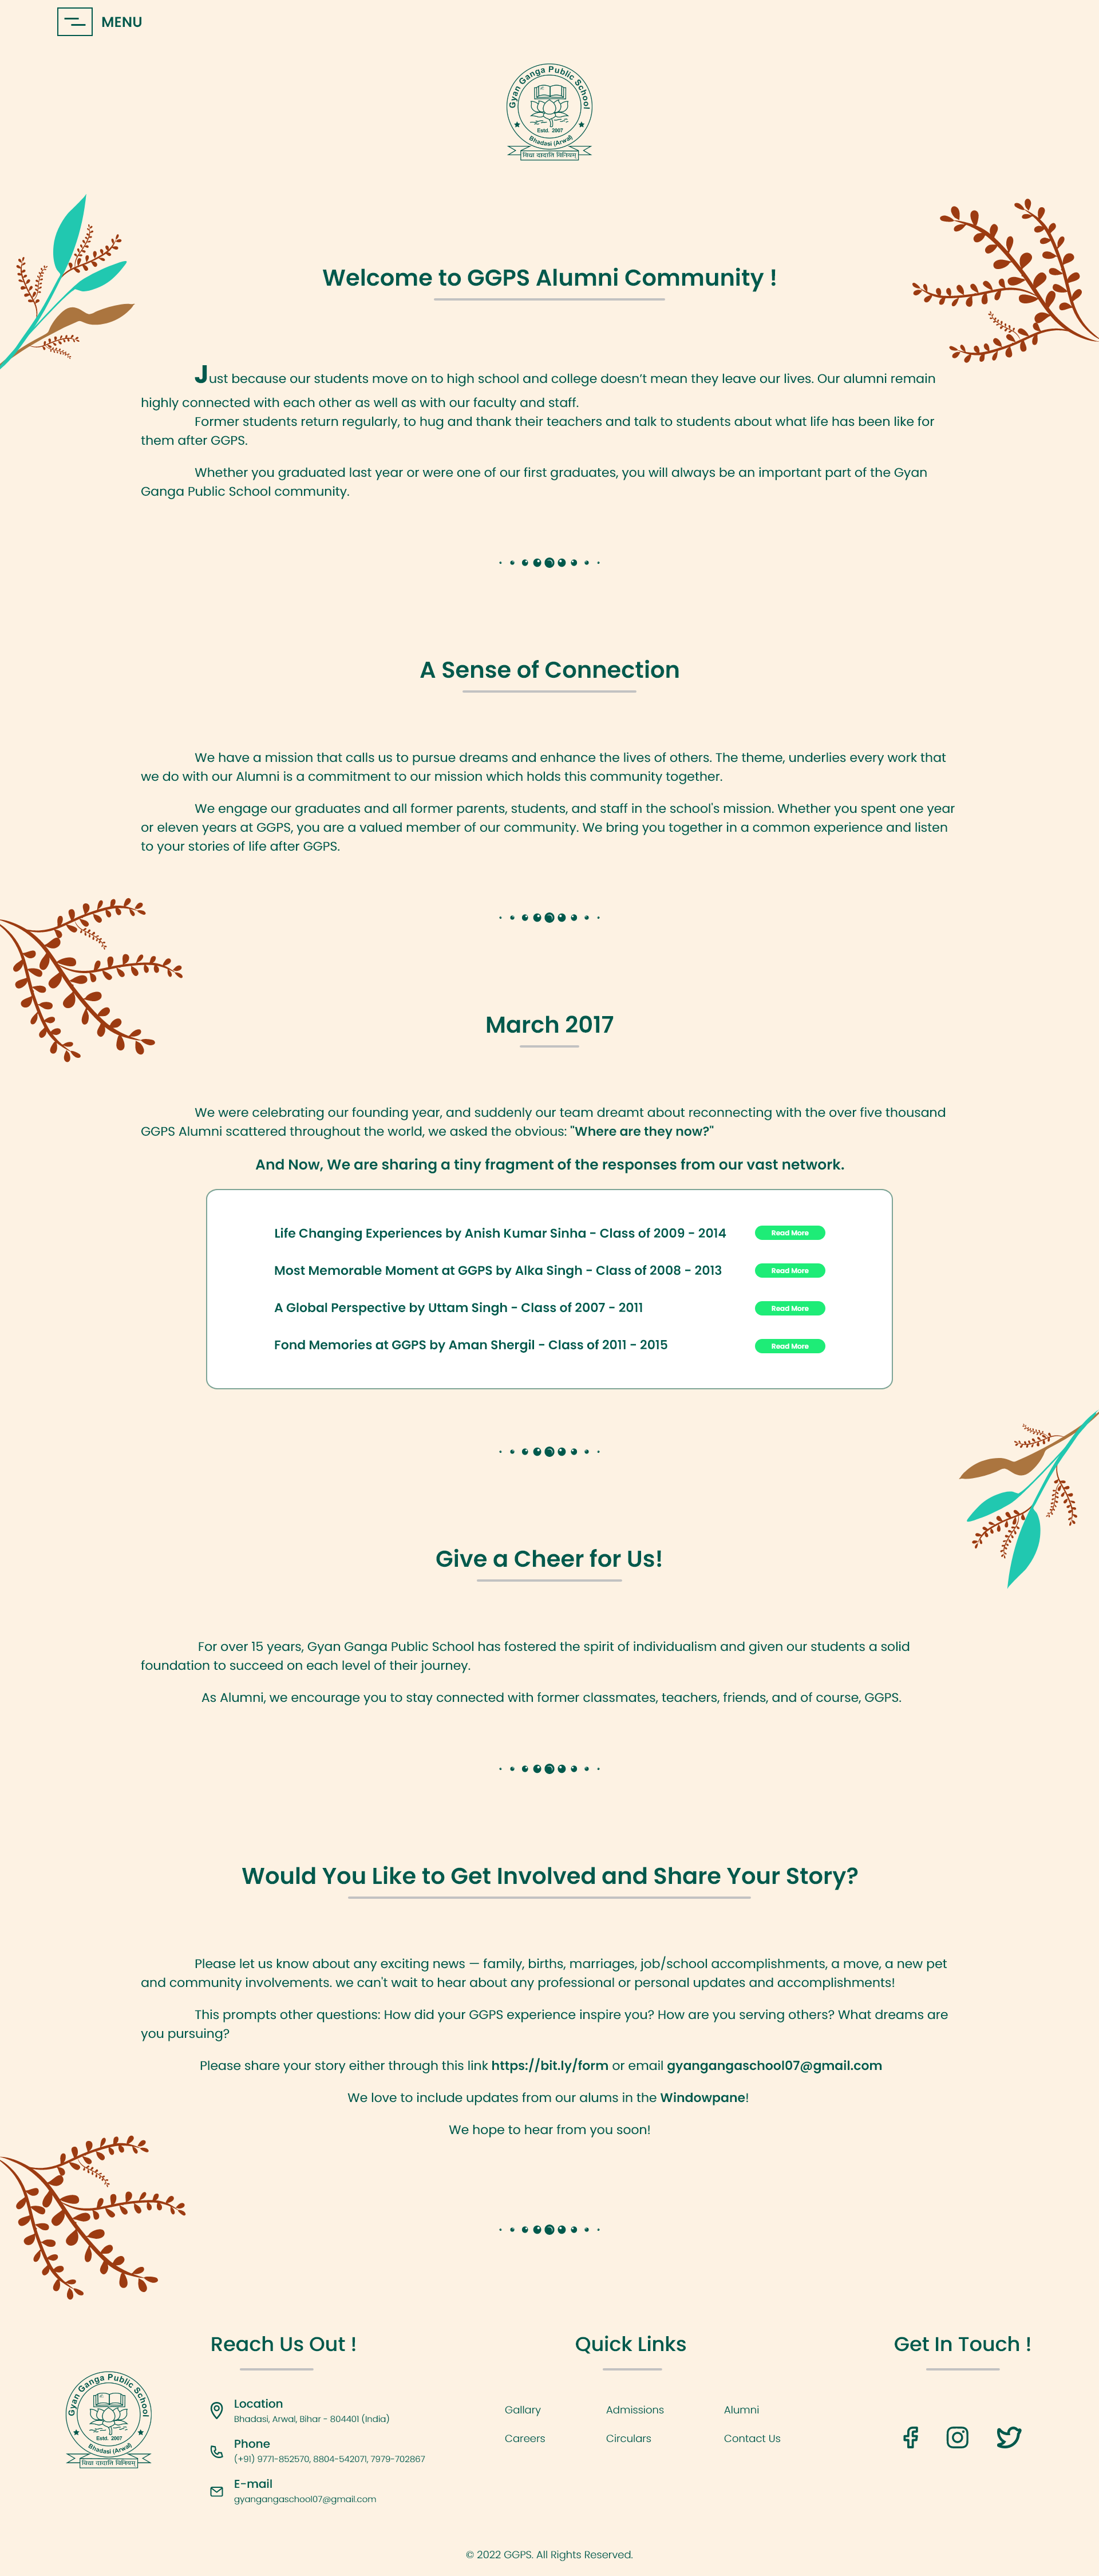 MENU
Gyan Ganga Public School
Estd. 2007
Bhadasi (Arwal)
Welcome to GGPS Alumni Community !
Just because our students move on to high school and college doesn't mean they leave our lives. Our alumni remain
highly connected with each other as well as with our faculty and staff.
Former students return regularly, to hug and thank their teachers and talk to students about what life has been like for
them after GGPS.
Whether you graduated last year or were one of our first graduates, you will always be an important part of the Gyan
Ganga Public School community.
A Sense of Connection
We have a mission that calls us to pursue dreams and enhance the lives of others. The theme, underlies every work that
we do with our Alumni is a commitment to our mission which holds this community together.
We engage our graduates and all former parents, students, and staff in the school's mission. Whether you spent one year
or eleven years at GGPS, you are a valued member of our community. We bring you together in a common experience and listen
to your stories of life after GGPS.
March 2017
We were celebrating our founding year, and suddenly our team dreamt about reconnecting with the over five thousand
GGPS Alumni scattered throughout the world, we asked the obvious: "Where are they now?"
And Now, We are sharing a tiny fragment of the responses from our vast network.
Life Changing Experiences by Anish Kumar Sinha - Class of 2009 - 2014 Read More
Most Memorable Moment at GGPS by Alka Singh - Class of 2008 - 2013 Read More
A Global Perspective by Uttam Singh - Class of 2007 - 2011 Read More
Fond Memories at GGPS by Aman Shergil - Class of 2011 - 2015 Read More
Give a Cheer for Us!
For over 15 years, Gyan Ganga Public School has fostered the spirit of individualism and given our students a solid
foundation to succeed on each level of their journey.
As Alumni, we encourage you to stay connected with former classmates, teachers, friends, and of course, GGPS.
Would You Like to Get Involved and Share Your Story?
Please let us know about any exciting news — family, births, marriages, job/school accomplishments, a move, a new pet
and community involvements. we can't wait to hear about any professional or personal updates and accomplishments!
This prompts other questions: How did your GGPS experience inspire you? How are you serving others? What dreams are
you pursuing?
Please share your story either through this link https://bit.ly/form or email gyangangaschool07@gmail.com
We love to include updates from our alums in the Windowpane!
We hope to hear from you soon!
Gyan Ganga Public School
Estd. 2007
Bhadasi (Arwal)
Reach Us Out !
Location
Bhadasi, Arwal, Bihar - 804401 (India)
Phone
(+91) 9771-852570, 8804-542071, 7979-702867
E-mail
gyangangaschool07@gmail.com
Quick Links
Gallary Admissions Alumni
Careers Circulars Contact Us
Get In Touch !
© 2022 GGPS. All Rights Reserved.